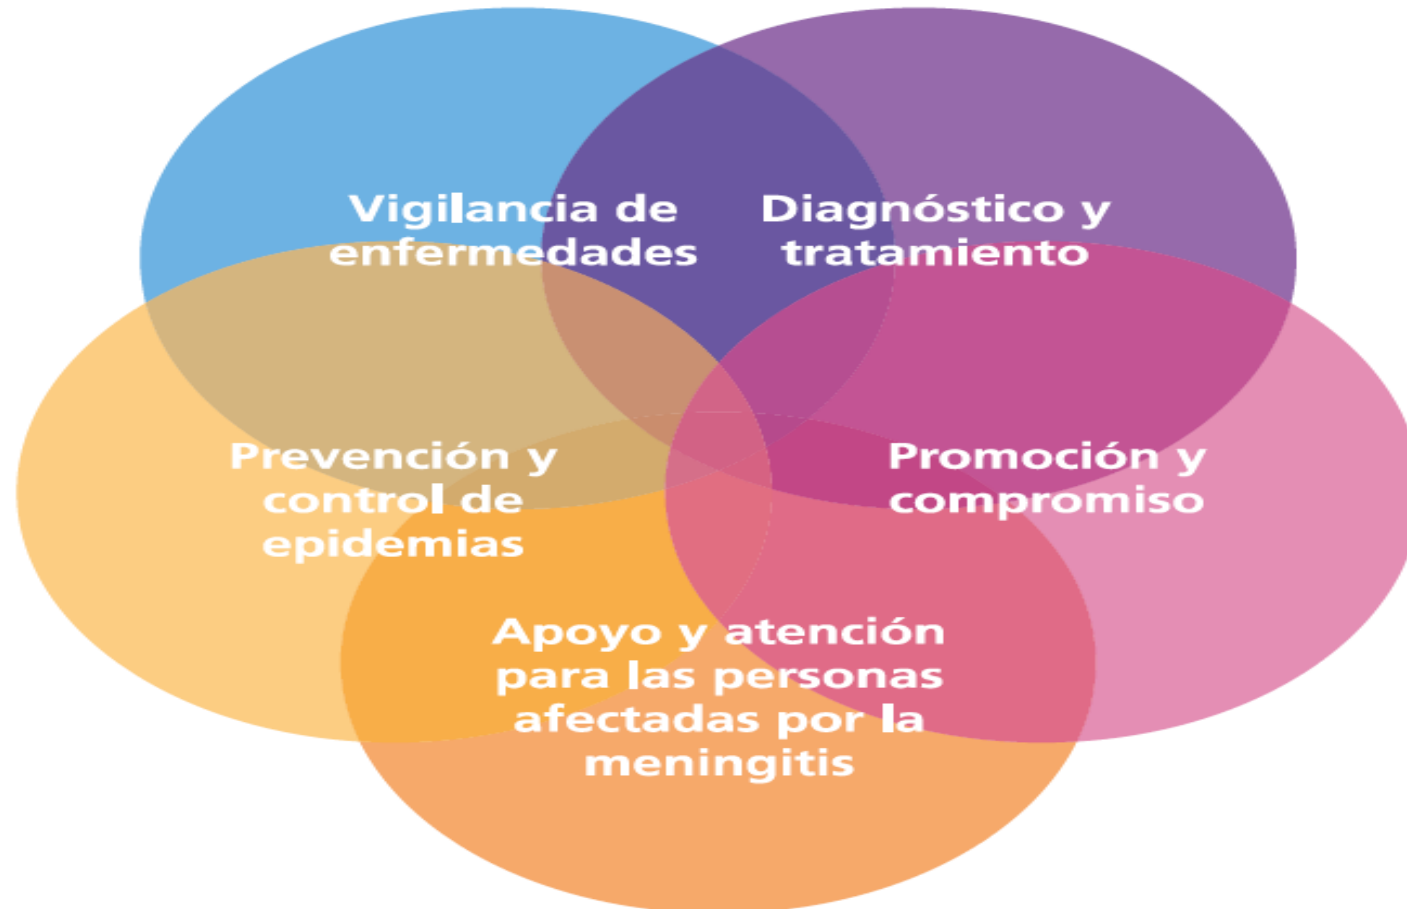 Vigilancia de
enfermedades
Diagnóstico y
tratamiento
Prevención y
control de
epidemias
Promoción y
compromiso
Apoyo y atención
para las personas
afectadas por la
meningitis